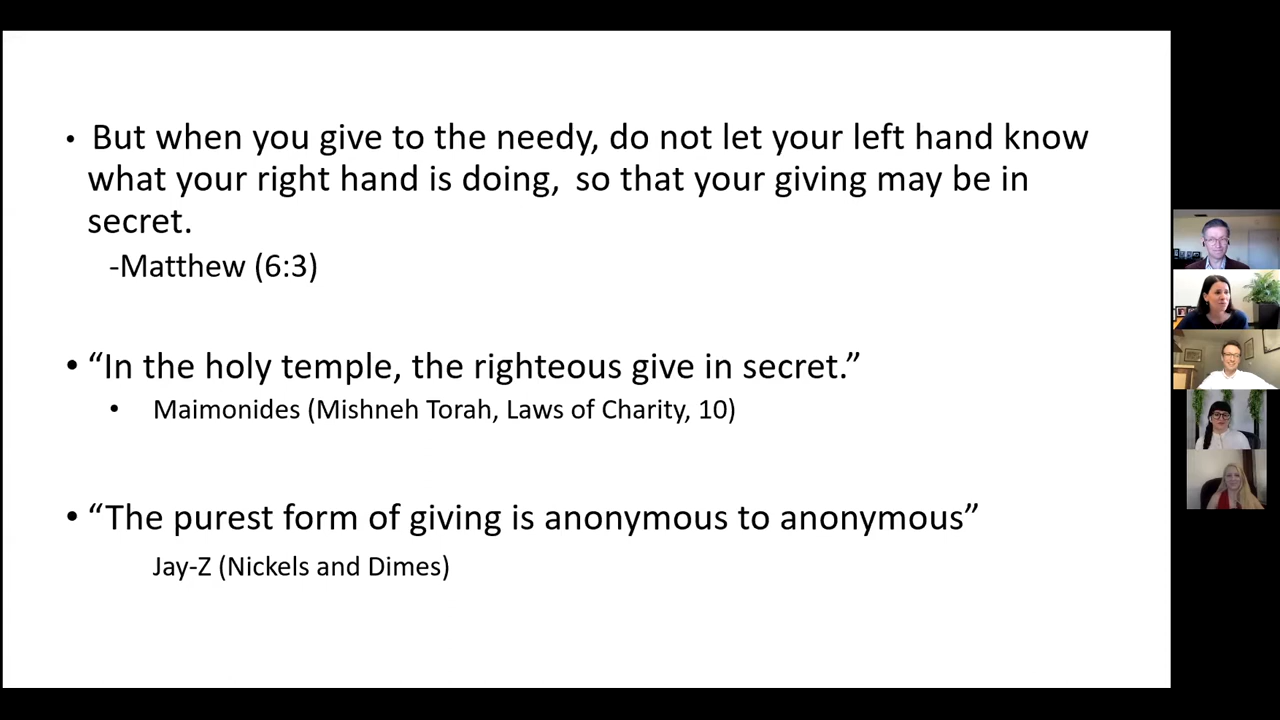 • But when you give to the needy, do not let your left hand know
what your right hand is doing, so that your giving may be in
secret.
-Matthew (6:3)
• “In the holy temple, the righteous give in secret.”
• Maimonides (Mishneh Torah, Laws of Charity, 10)
• “The purest form of giving is anonymous to anonymous”
Jay-Z (Nickels and Dimes)